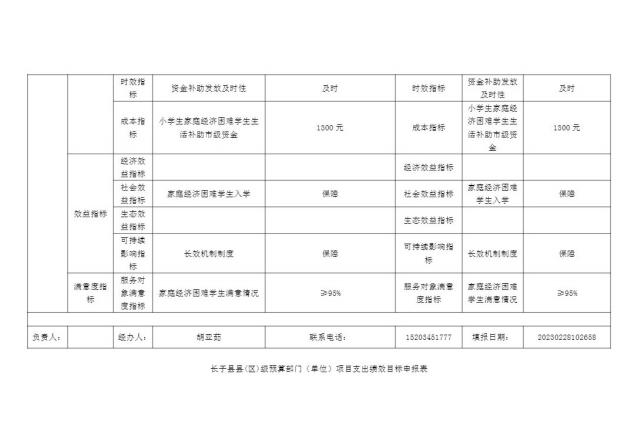 时效指标 资金补助发放及时性 及时 时效指标 资金补助发放及时性 及时
成本指标 小学生家庭经济困难学生生活补助市级资金 1300 元 成本指标 小学生家庭经济困难学生生活补助市级资金 1300 元
效益指标 经济效益指标 经济效益指标
社会效益指标 家庭经济困难学生入学 保障 社会效益指标 家庭经济困难学生入学 保障
生态效益指标 生态效益指标
可持续影响指标 长效机制制度 保障 可持续影响指标 长效机制制度 保障
满意度指标 服务对象满意度指标 家庭经济困难学生满意情况 ≥95% 服务对象满意度指标 家庭经济困难学生满意情况 ≥95%
负责人： 经办人： 胡亚茹 联系电话： 15203451777 填报日期： 20230228102658
长子县县(区)级预算部门（单位）项目支出绩效目标申报表